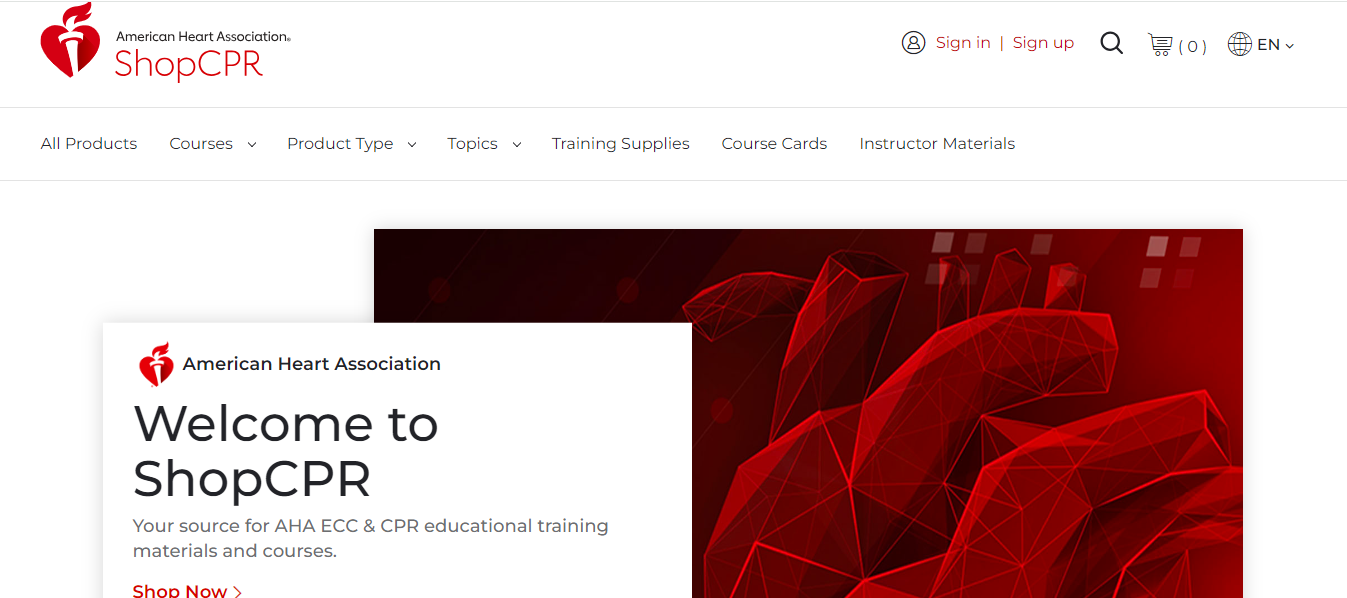 American Heart Association®
ShopCPR
Sign in | Sign up
( 0 )
EN
All Products
Courses
Product Type
Topics
Training Supplies
Course Cards
Instructor Materials
American Heart Association
Welcome to
ShopCPR
Your source for AHA ECC & CPR educational training
materials and courses.
Shop Now